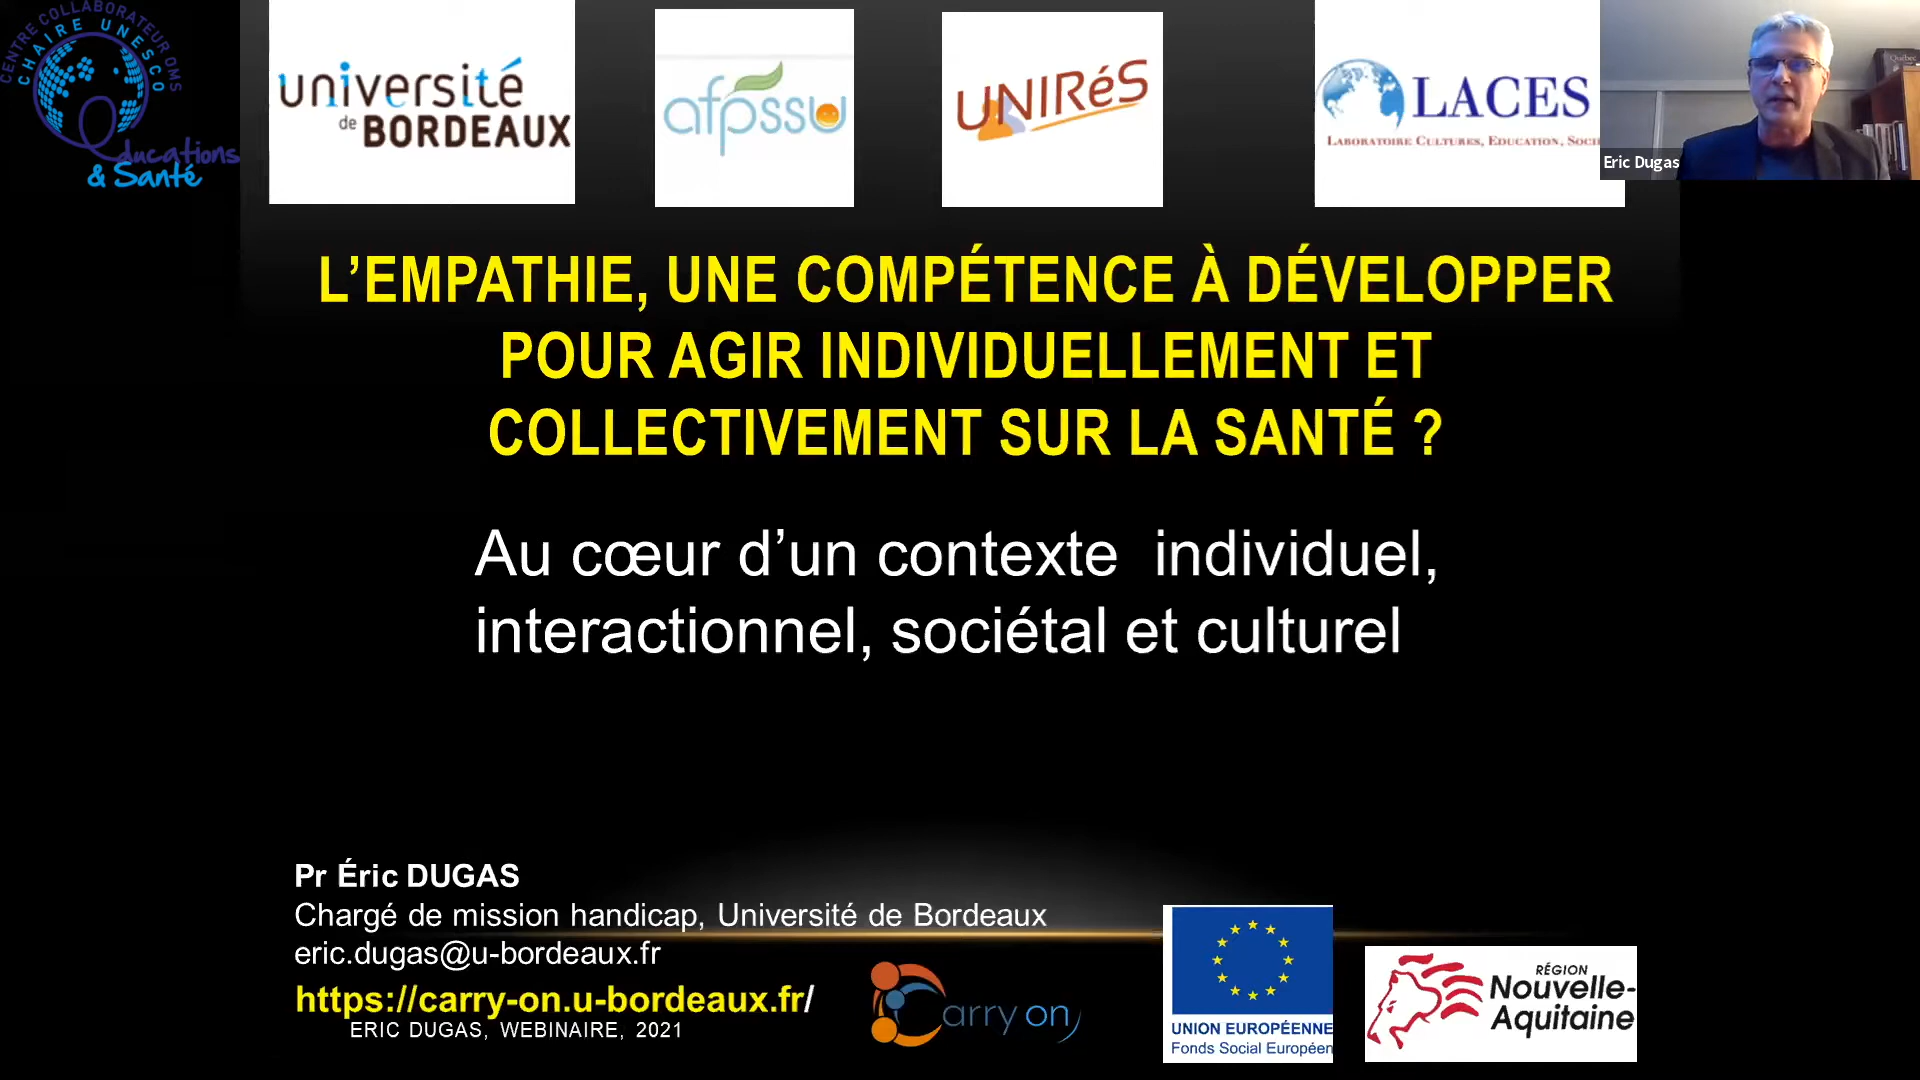 CENTRE COLLABORATEUR OMS
CHAIRE UNESCO
Éducations
& Santé
université
de BORDEAUX
afpssu
UNIRéS
LACES
LABORATOIRE CULTURES, EDUCATION, SOCI
Québec
Eric Dugas
L’EMPATHIE, UNE COMPÉTENCE À DÉVELOPPER
POUR AGIR INDIVIDUELLEMENT ET
COLLECTIVEMENT SUR LA SANTÉ ?
Au cœur d’un contexte individuel,
interactionnel, sociétal et culturel
Pr Éric DUGAS
Chargé de mission handicap, Université de Bordeaux
eric.dugas@u-bordeaux.fr
https://carry-on.u-bordeaux.fr/
ERIC DUGAS, WEBINAIRE, 2021
Carry on
UNION EUROPÉENNE
Fonds Social Européen
RÉGION
Nouvelle-
Aquitaine